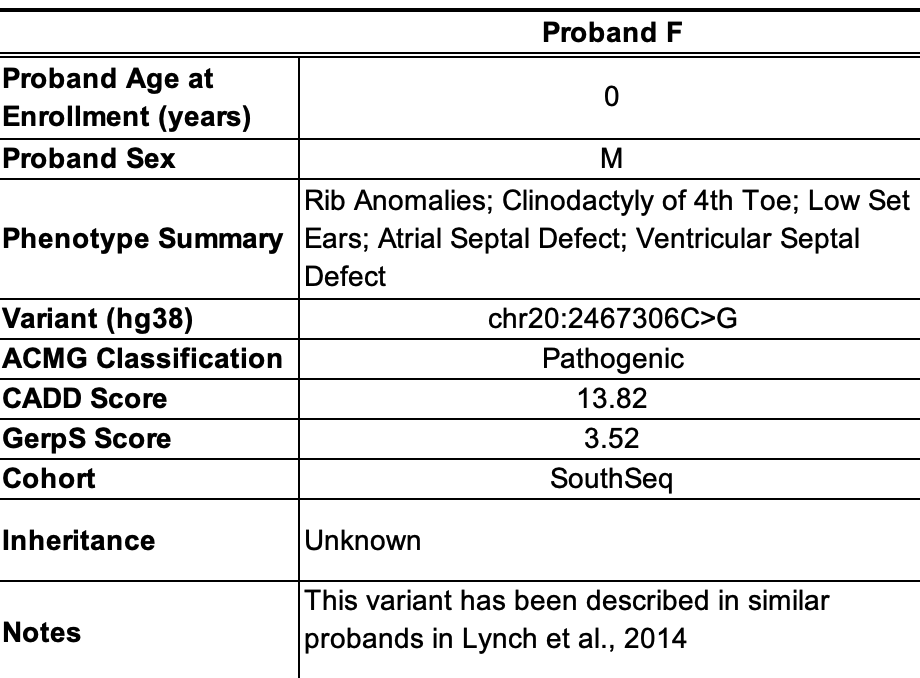 Proband F
Proband Age at
Enrollment (years)
0
Proband Sex
M
Phenotype Summary
Rib Anomalies; Clinodactyly of 4th Toe; Low Set
Ears; Atrial Septal Defect; Ventricular Septal
Defect
Variant (hg38)
chr20:2467306C>G
ACMG Classification
Pathogenic
CADD Score
13.82
GerpS Score
3.52
Cohort
SouthSeq
Inheritance
Unknown
Notes
This variant has been described in similar
probands in Lynch et al., 2014